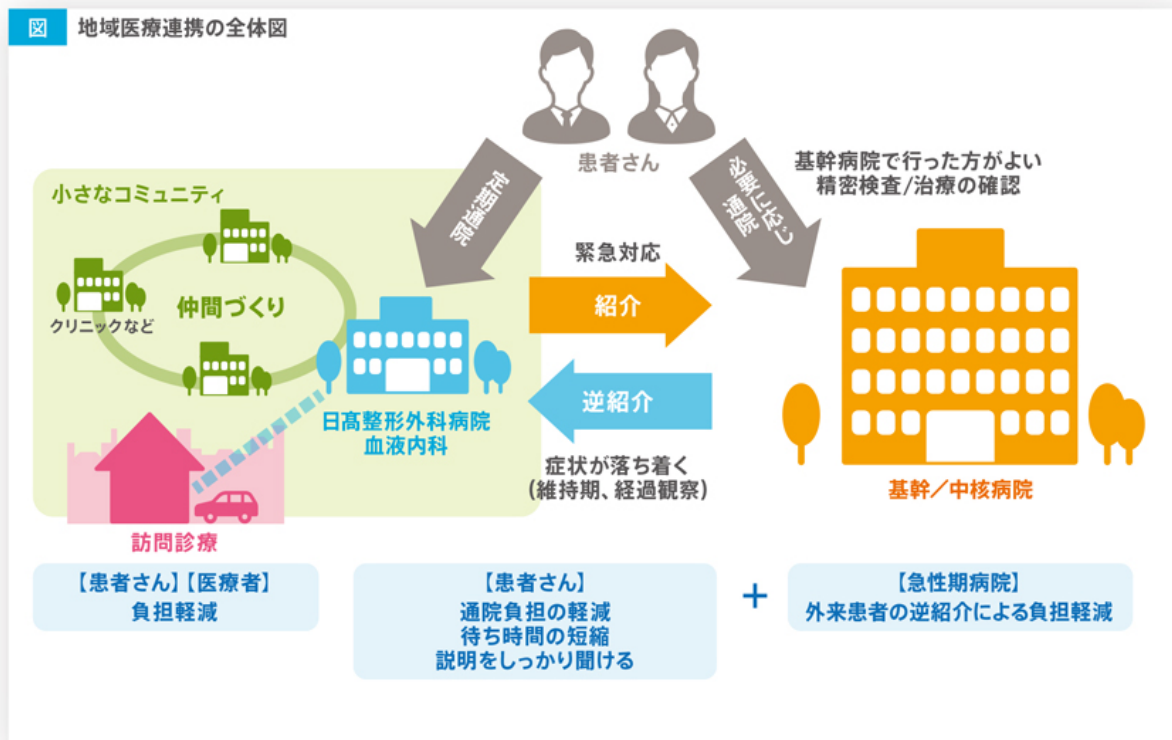 図
地域医療連携の全体図
患者さん
定期通院
必要に応じ
通院
基幹病院で行った方がよい
精密検査/治療の確認
小さなコミュニティ
仲間づくり
クリニックなど
緊急対応
紹介
逆紹介
日髙整形外科病院
血液内科
症状が落ち着く
(維持期、経過観察)
基幹／中核病院
訪問診療
【患者さん】【医療者】
負担軽減
【患者さん】
通院負担の軽減
待ち時間の短縮
説明をしっかり聞ける
+
【急性期病院】
外来患者の逆紹介による負担軽減